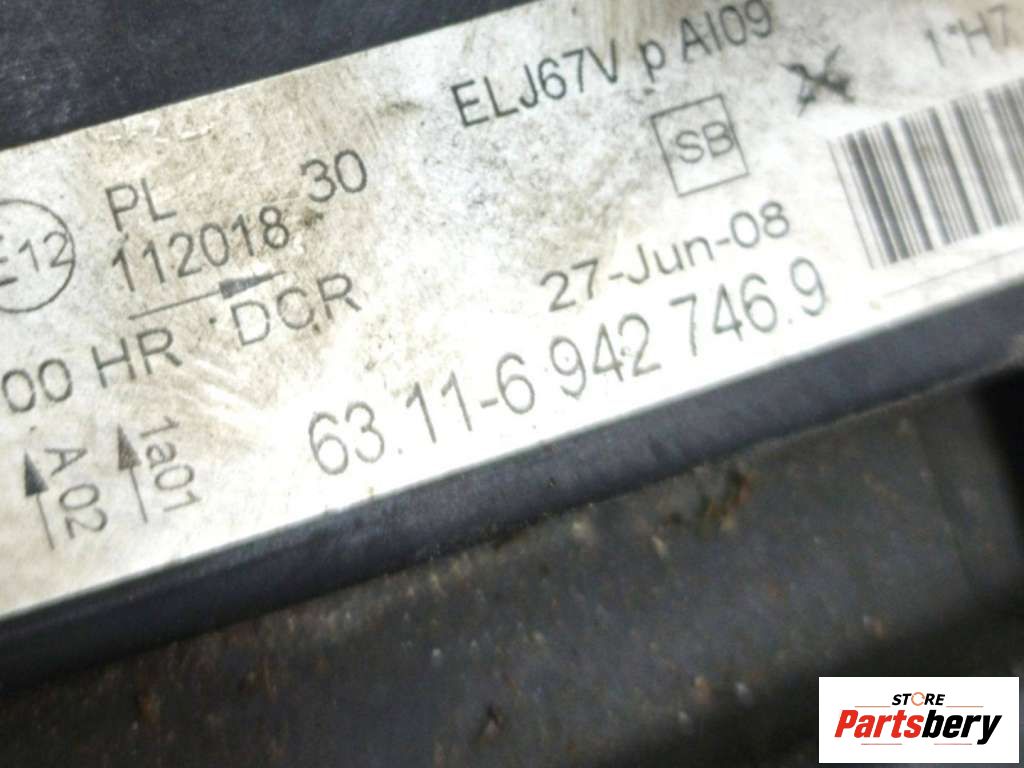 ELJ67V p AI09
1*H7
SB
E12
PL 30
112018
27-Jun-08
00 HR DCR
63.11-6 942 746.9
A 02
1a01
STORE
Partsbery